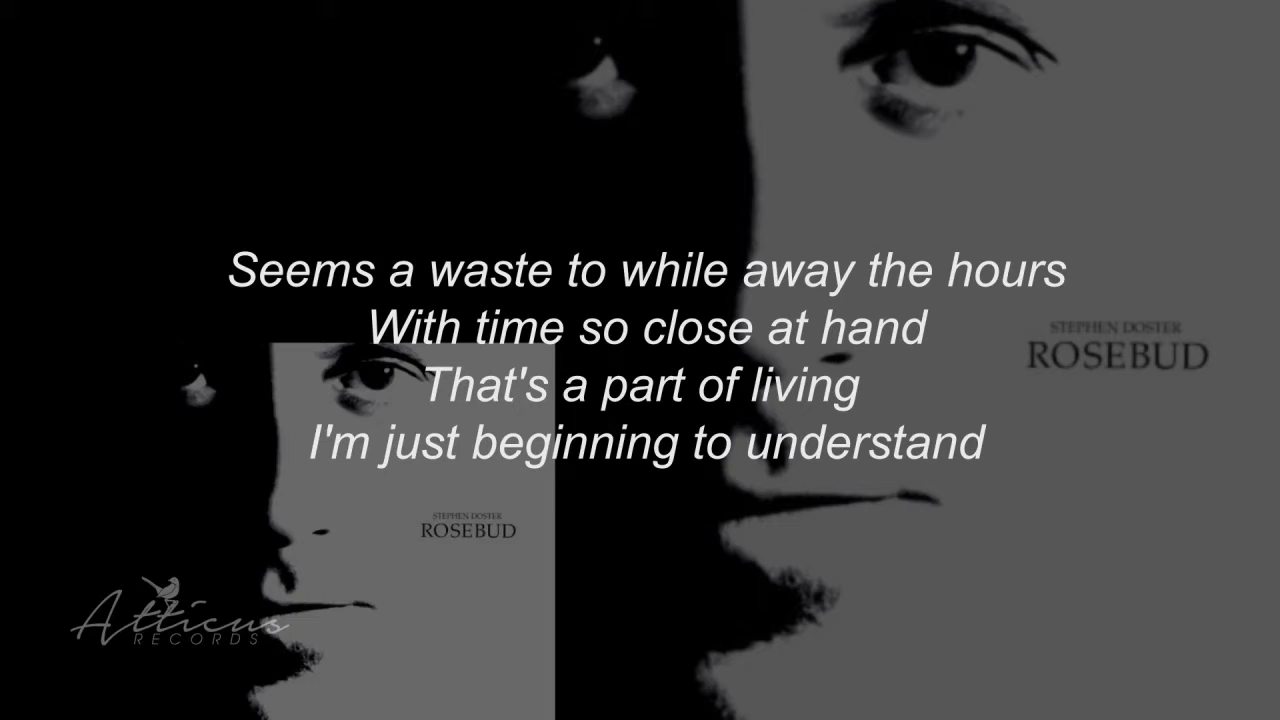 Seems a waste to while away the hours
With time so close at hand
That's a part of living
I'm just beginning to understand
STEPHEN DOSTER
ROSEBUD
STEPHEN DOSTER
ROSEBUD
Atticus
RECORDS